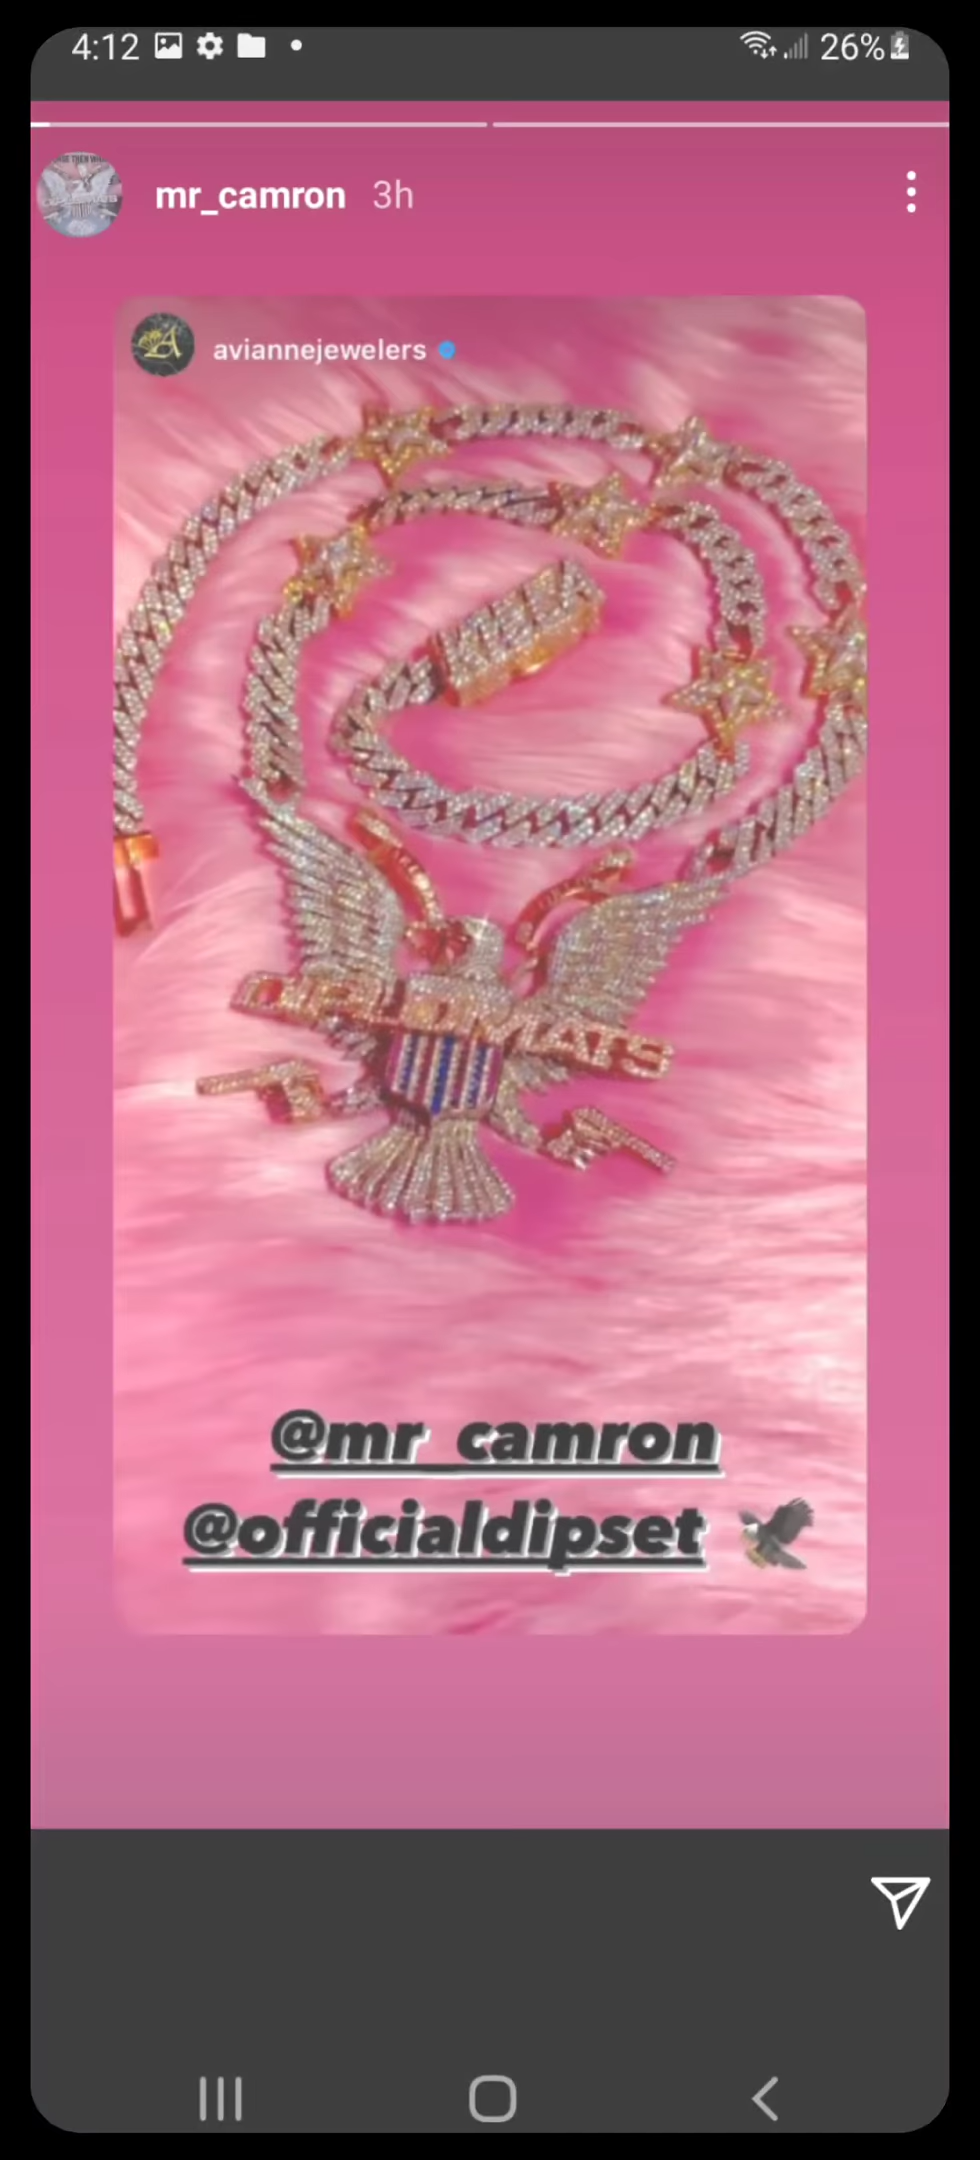 4:12
26%
mr_camron 3h
aviannejewelers
DIPLOMATS
@mr_camron
@officialdipset